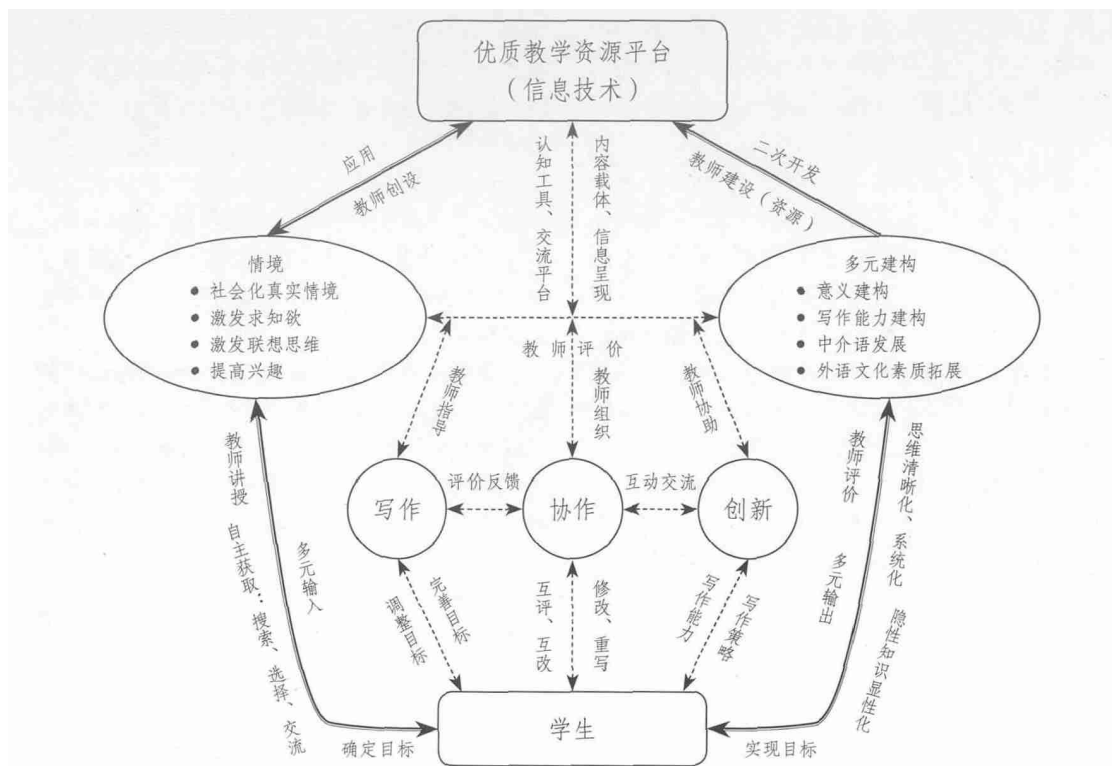 优质教学资源平台
（信息技术）
应用
教师创设
认知工具、交流平台
内容载体、信息呈现
二次开发
教师建设（资源）
情境
● 社会化真实情境
● 激发求知欲
● 激发联想思维
● 提高兴趣
多元建构
● 意义建构
● 写作能力建构
● 中介语发展
● 外语文化素质拓展
教师评价
教师指导
教师组织
教师协助
写作
评价反馈
协作
互动交流
创新
教师讲授 自主获取：搜索、选择、交流
多元输入
调整目标
完善目标
互评、互改
修改、重写
写作能力
写作策略
教师评价
多元输出
思维清晰化、系统化 隐性知识显性化
确定目标
学生
实现目标